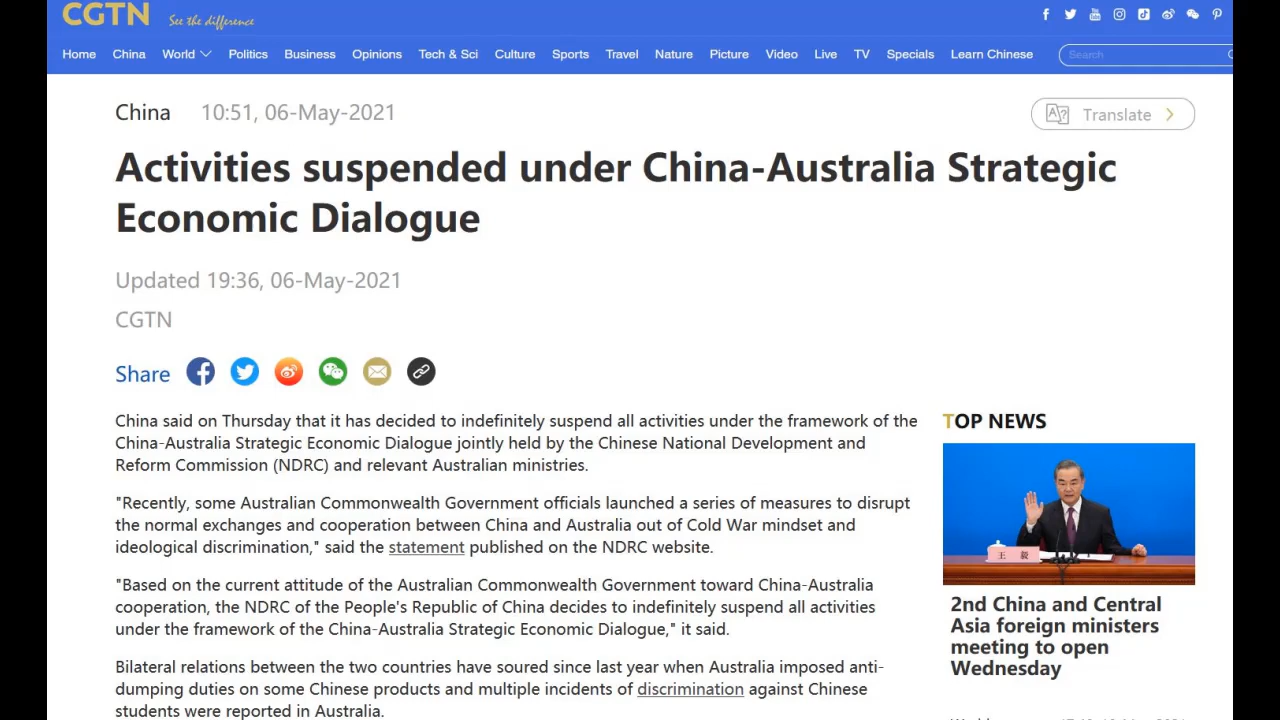 CGTN
See the difference
Home China World Politics Business Opinions Tech & Sci Culture Sports Travel Nature Picture Video Live TV Specials Learn Chinese Search
China 10:51, 06-May-2021
Translate
Activities suspended under China-Australia Strategic
Economic Dialogue
Updated 19:36, 06-May-2021
CGTN
Share
China said on Thursday that it has decided to indefinitely suspend all activities under the framework of the
China-Australia Strategic Economic Dialogue jointly held by the Chinese National Development and
Reform Commission (NDRC) and relevant Australian ministries.
"Recently, some Australian Commonwealth Government officials launched a series of measures to disrupt
the normal exchanges and cooperation between China and Australia out of Cold War mindset and
ideological discrimination," said the statement published on the NDRC website.
"Based on the current attitude of the Australian Commonwealth Government toward China-Australia
cooperation, the NDRC of the People's Republic of China decides to indefinitely suspend all activities
under the framework of the China-Australia Strategic Economic Dialogue," it said.
Bilateral relations between the two countries have soured since last year when Australia imposed anti-
dumping duties on some Chinese products and multiple incidents of discrimination against Chinese
students were reported in Australia.
TOP NEWS
王 毅
2nd China and Central
Asia foreign ministers
meeting to open
Wednesday